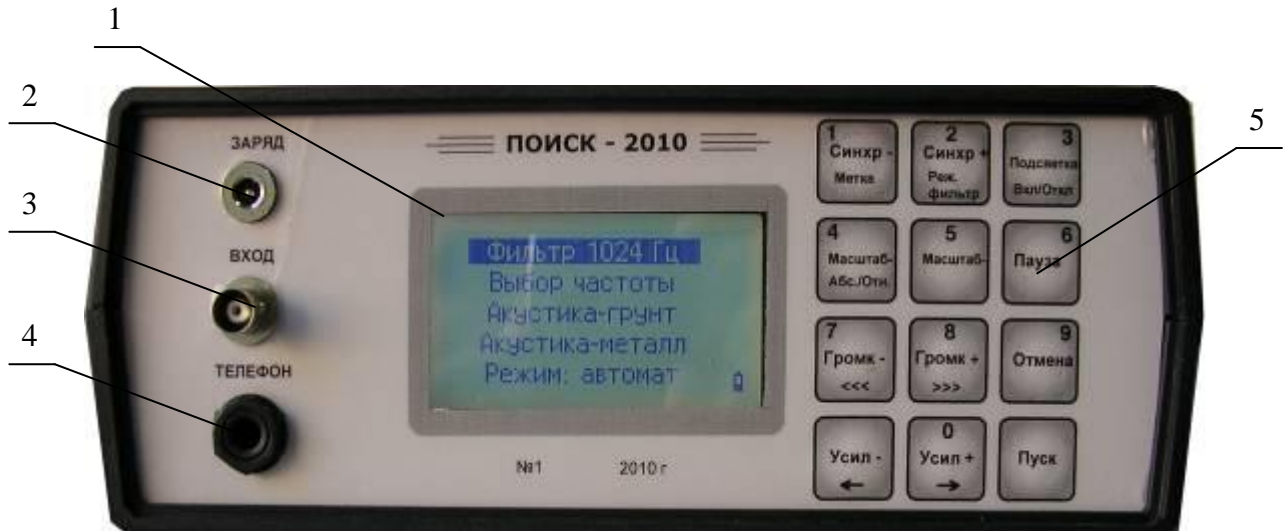 1
2
3
4
5
ЗАРЯД
ВХОД
ТЕЛЕФОН
ПОИСК - 2010
Фильтр 1024 Гц
Выбор частоты
Акустика-грунт
Акустика-металл
Режим: автомат
№1 2010 г
1
Синхр -
Метка
2
Синхр +
Реж.
фильтр
3
Подсветка
Вкл/Откл
4
Масштаб-
Абс./Отн.
5
Масштаб-
6
Пауза
7
Громк -
<<<
8
Громк +
>>>
9
Отмена
Усил -
←
0
Усил +
→
Пуск